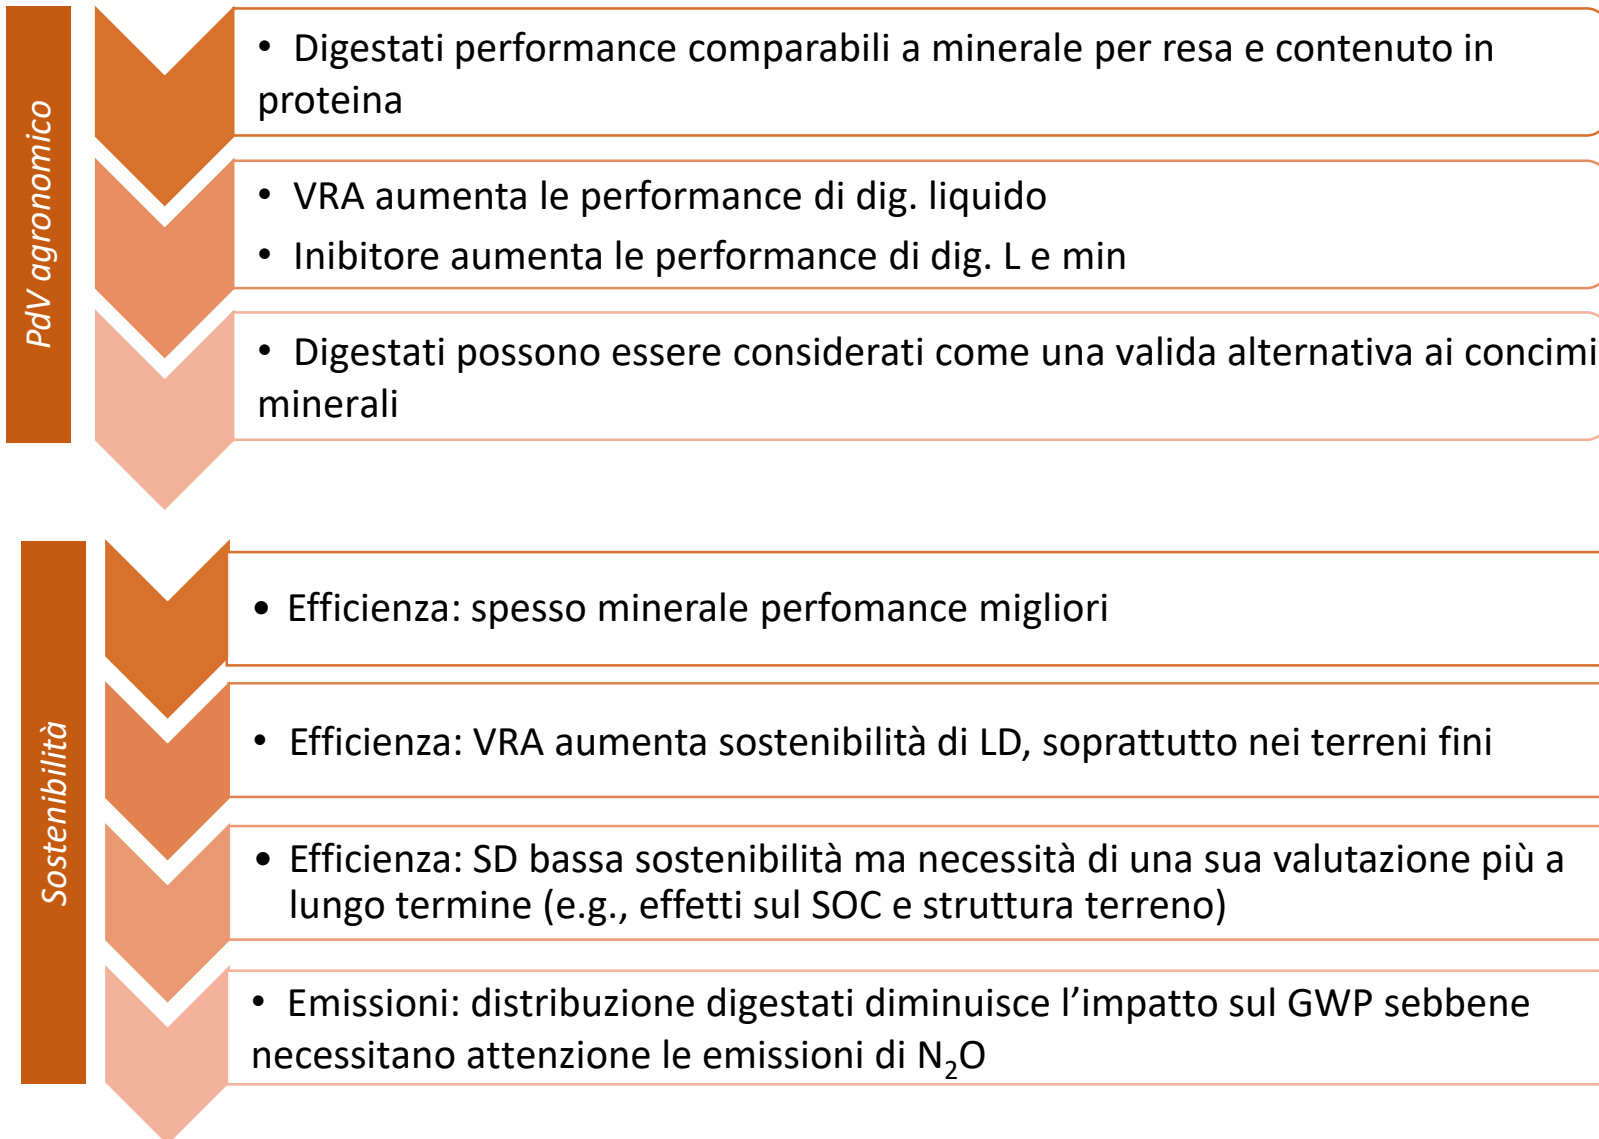 PdV agronomico
• Digestati performance comparabili a minerale per resa e contenuto in
proteina
• VRA aumenta le performance di dig. liquido
• Inibitore aumenta le performance di dig. L e min
• Digestati possono essere considerati come una valida alternativa ai concimi
minerali
Sostenibilità
• Efficienza: spesso minerale perfomance migliori
• Efficienza: VRA aumenta sostenibilità di LD, soprattutto nei terreni fini
• Efficienza: SD bassa sostenibilità ma necessità di una sua valutazione più a
lungo termine (e.g., effetti sul SOC e struttura terreno)
• Emissioni: distribuzione digestati diminuisce l’impatto sul GWP sebbene
necessitano attenzione le emissioni di N₂O